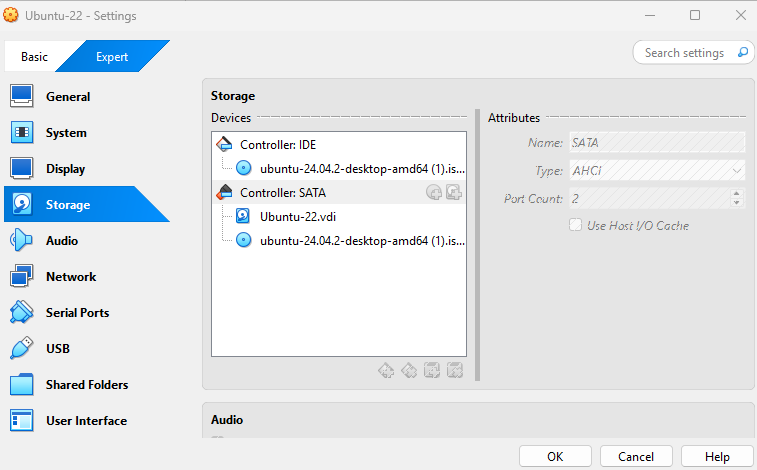 Ubuntu-22 - Settings
Basic
Expert
Search settings
General
System
Display
Storage
Audio
Network
Serial Ports
USB
Shared Folders
User Interface
Storage
Devices
Controller: IDE
ubuntu-24.04.2-desktop-amd64 (1).is...
Controller: SATA
Ubuntu-22.vdi
ubuntu-24.04.2-desktop-amd64 (1).is...
Attributes
Name: SATA
Type: AHCI
Port Count: 2
Use Host I/O Cache
Audio
OK
Cancel
Help